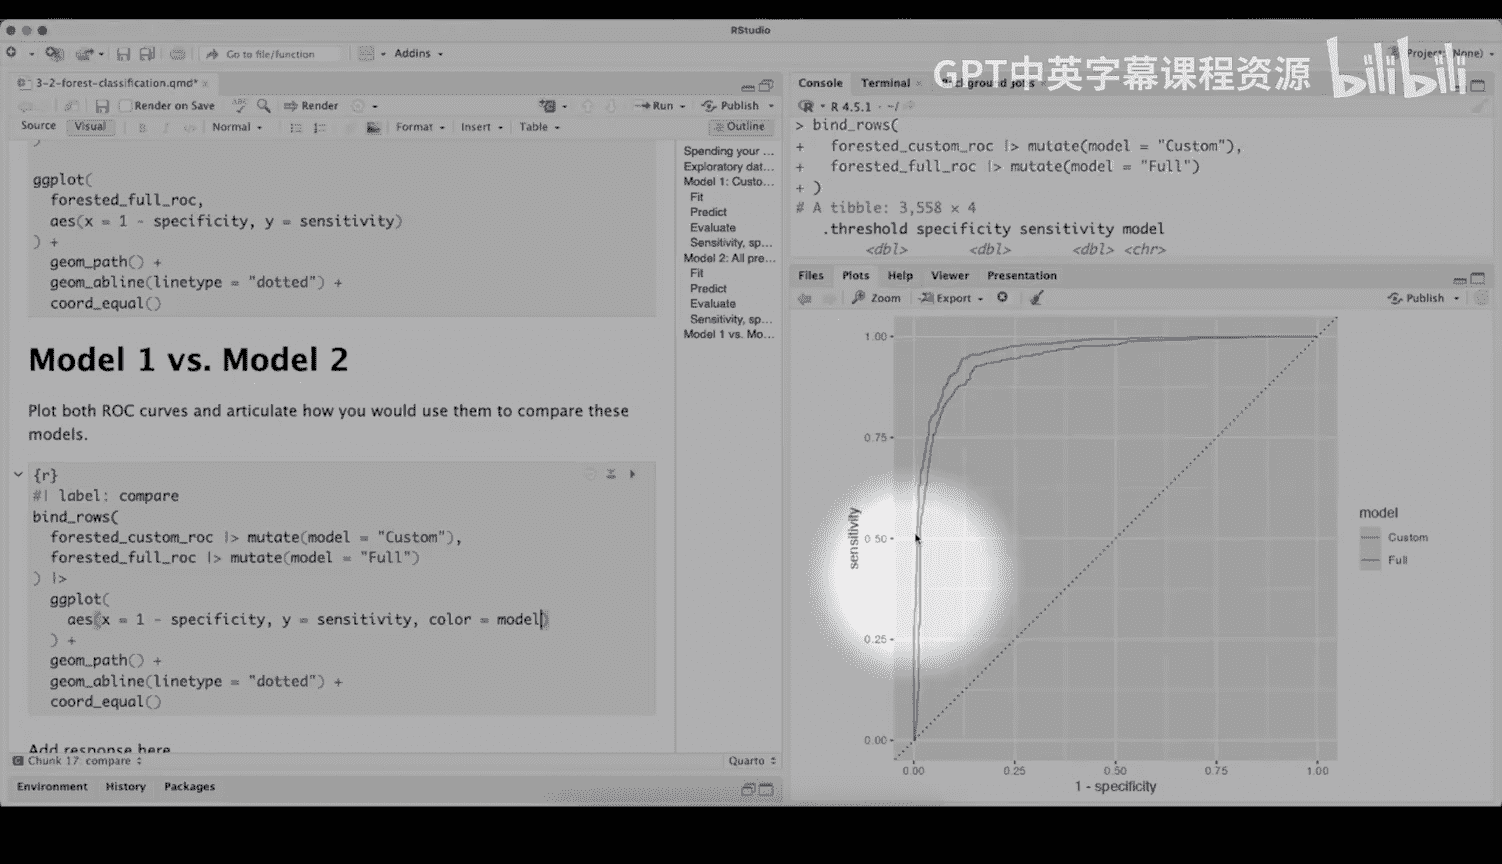 RStudio
Go to file/function
Addins
Project: (None)
GPT中英字幕课程资源
bilibili
3-2-forest-classification.qmd*
Render on Save
Render
Run
Publish
Source
Visual
Normal
Format
Insert
Table
Outline
)
ggplot(
forested_full_roc,
aes(x = 1 - specificity, y = sensitivity)
) +
geom_path() +
geom_abline(linetype = "dotted") +
coord_equal()
Model 1 vs. Model 2
Plot both ROC curves and articulate how you would use them to compare these
models.
{r}
#| label: compare
bind_rows(
forested_custom_roc |> mutate(model = "Custom"),
forested_full_roc |> mutate(model = "Full")
) |>
ggplot(
aes(x = 1 - specificity, y = sensitivity, color = model)
) +
geom_path() +
geom_abline(linetype = "dotted") +
coord_equal()
Add response here
Chunk 17: compare
Quarto
Environment
History
Packages
Spending your ...
Exploratory dat...
Model 1: Custo...
Fit
Predict
Evaluate
Sensitivity, sp...
Model 2: All pre...
Fit
Predict
Evaluate
Sensitivity, sp...
Model 1 vs. Mo...
Console
Terminal
Background Jobs
R 4.5.1 · ~/
> bind_rows(
+ forested_custom_roc |> mutate(model = "Custom"),
+ forested_full_roc |> mutate(model = "Full")
+ )
# A tibble: 3,558 × 4
.threshold specificity sensitivity model
<dbl> <dbl> <dbl> <chr>
Files
Plots
Help
Viewer
Presentation
Zoom
Export
Publish
1.00
0.75
0.50
0.25
0.00
sensitivity
0.00
0.25
0.50
0.75
1.00
1 - specificity
model
Custom
Full